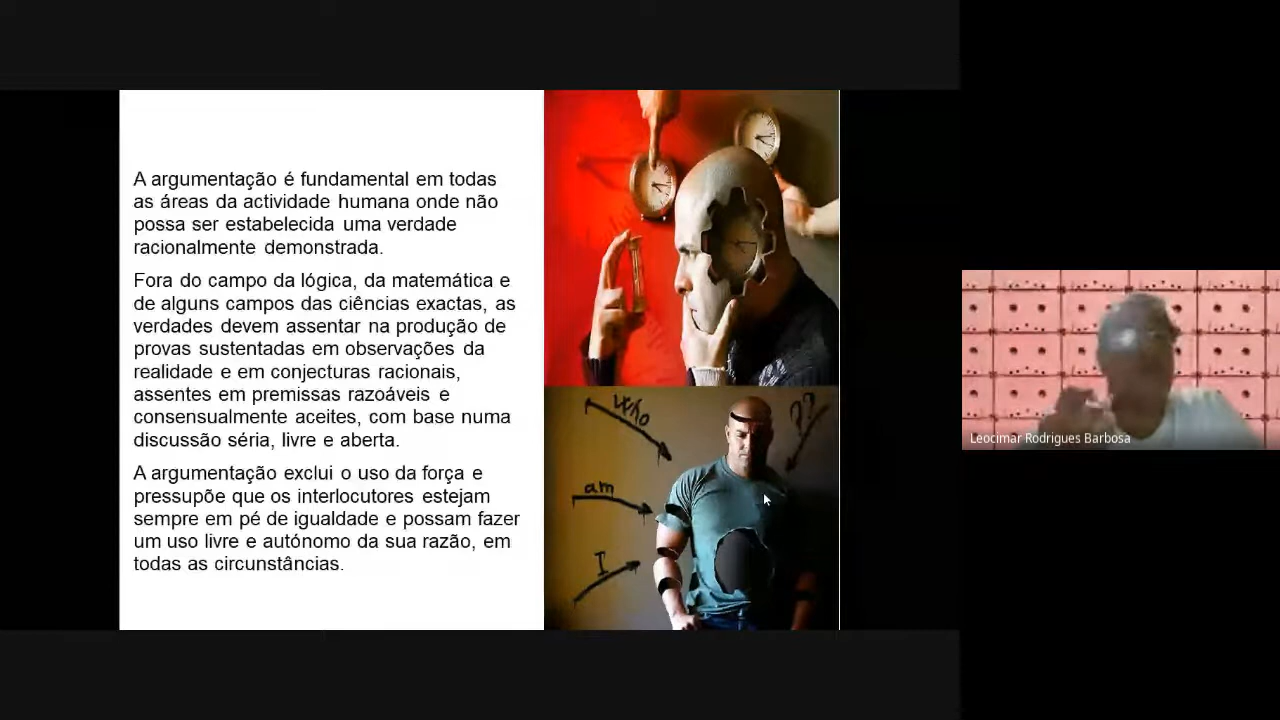 A argumentação é fundamental em todas
as áreas da actividade humana onde não
possa ser estabelecida uma verdade
racionalmente demonstrada.
Fora do campo da lógica, da matemática e
de alguns campos das ciências exactas, as
verdades devem assentar na produção de
provas sustentadas em observações da
realidade e em conjecturas racionais,
assentes em premissas razoáveis e
consensualmente aceites, com base numa
discussão séria, livre e aberta.
A argumentação exclui o uso da força e
pressupõe que os interlocutores estejam
sempre em pé de igualdade e possam fazer
um uso livre e autónomo da sua razão, em
todas as circunstâncias.
Who
??
am
I
Leocimar Rodrigues Barbosa